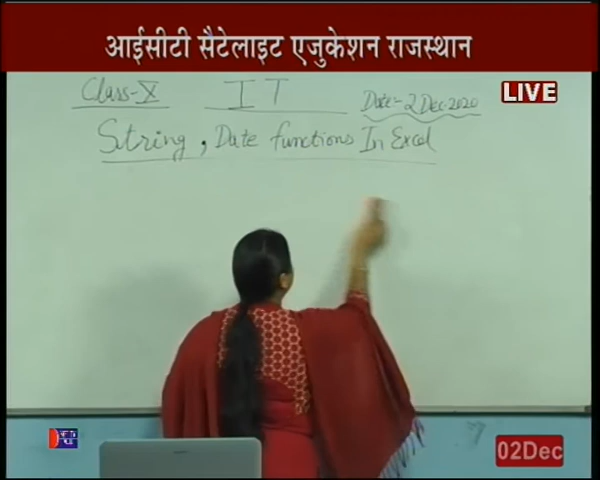 आईसीटी सैटेलाइट एजुकेशन राजस्थान
LIVE
Class-X IT Date:- 2 Dec-2020
String, Date functions In Excel
02Dec